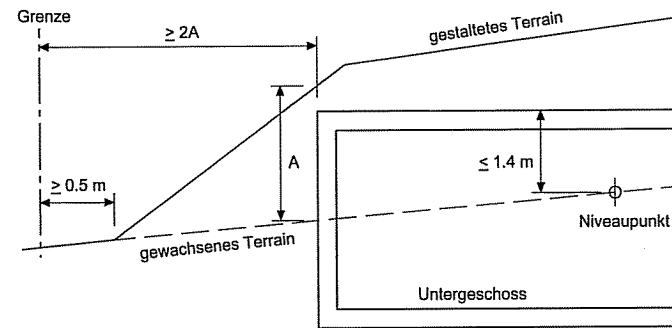 Grenze
≥ 2A
gestaltetes Terrain
A
≤ 1.4 m
≥ 0.5 m
gewachsenes Terrain
Niveaupunkt
Untergeschoss